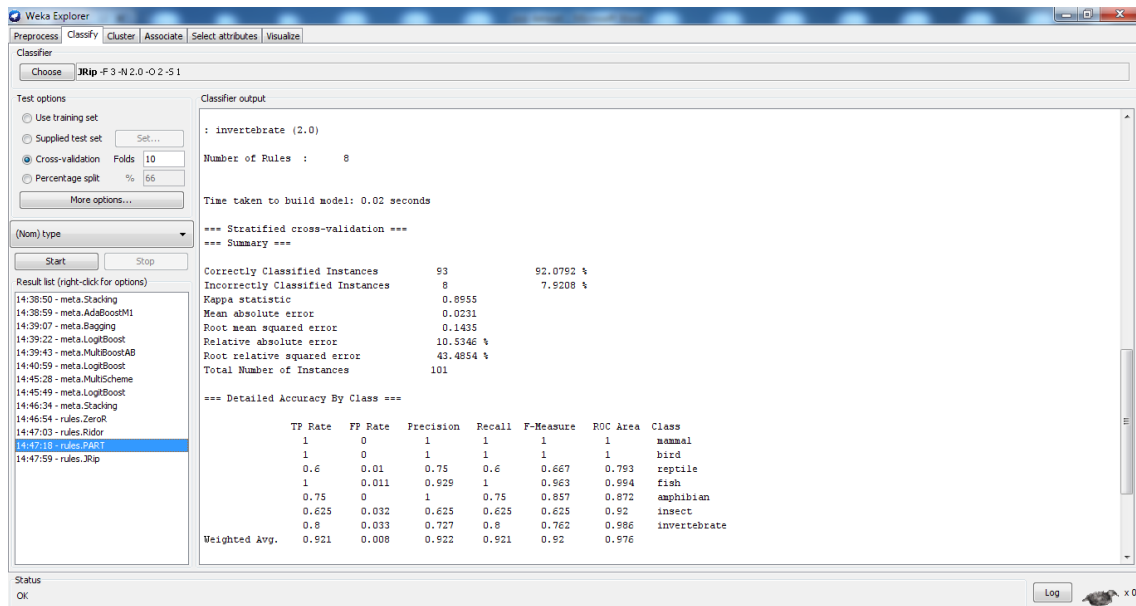 Weka Explorer
Preprocess Classify Cluster Associate Select attributes Visualize
Classifier
Choose JRip -F 3 -N 2.0 -O 2 -S 1
Test options
Use training set
Supplied test set Set...
Cross-validation Folds 10
Percentage split % 66
More options...
(Nom) type
Start Stop
Result list (right-click for options)
14:38:50 - meta.Stacking
14:38:59 - meta.AdaBoostM1
14:39:07 - meta.Bagging
14:39:22 - meta.LogitBoost
14:39:43 - meta.MultiBoostAB
14:40:59 - meta.LogitBoost
14:45:28 - meta.MultiScheme
14:45:49 - meta.LogitBoost
14:46:34 - meta.Stacking
14:46:54 - rules.ZeroR
14:47:03 - rules.Ridor
14:47:18 - rules.PART
14:47:59 - rules.JRip
Classifier output
: invertebrate (2.0)
Number of Rules : 8
Time taken to build model: 0.02 seconds
=== Stratified cross-validation ===
=== Summary ===
Correctly Classified Instances 93 92.0792 %
Incorrectly Classified Instances 8 7.9208 %
Kappa statistic 0.8955
Mean absolute error 0.0231
Root mean squared error 0.1435
Relative absolute error 10.5346 %
Root relative squared error 43.4854 %
Total Number of Instances 101
=== Detailed Accuracy By Class ===
TP Rate FP Rate Precision Recall F-Measure ROC Area Class
1 0 1 1 1 1 mammal
1 0 1 1 1 1 bird
0.6 0.01 0.75 0.6 0.667 0.793 reptile
1 0.011 0.929 1 0.963 0.994 fish
0.75 0 1 0.75 0.857 0.872 amphibian
0.625 0.032 0.625 0.625 0.625 0.92 insect
0.8 0.033 0.727 0.8 0.762 0.986 invertebrate
Weighted Avg. 0.921 0.008 0.922 0.921 0.92 0.976
Status
OK
Log
x 0